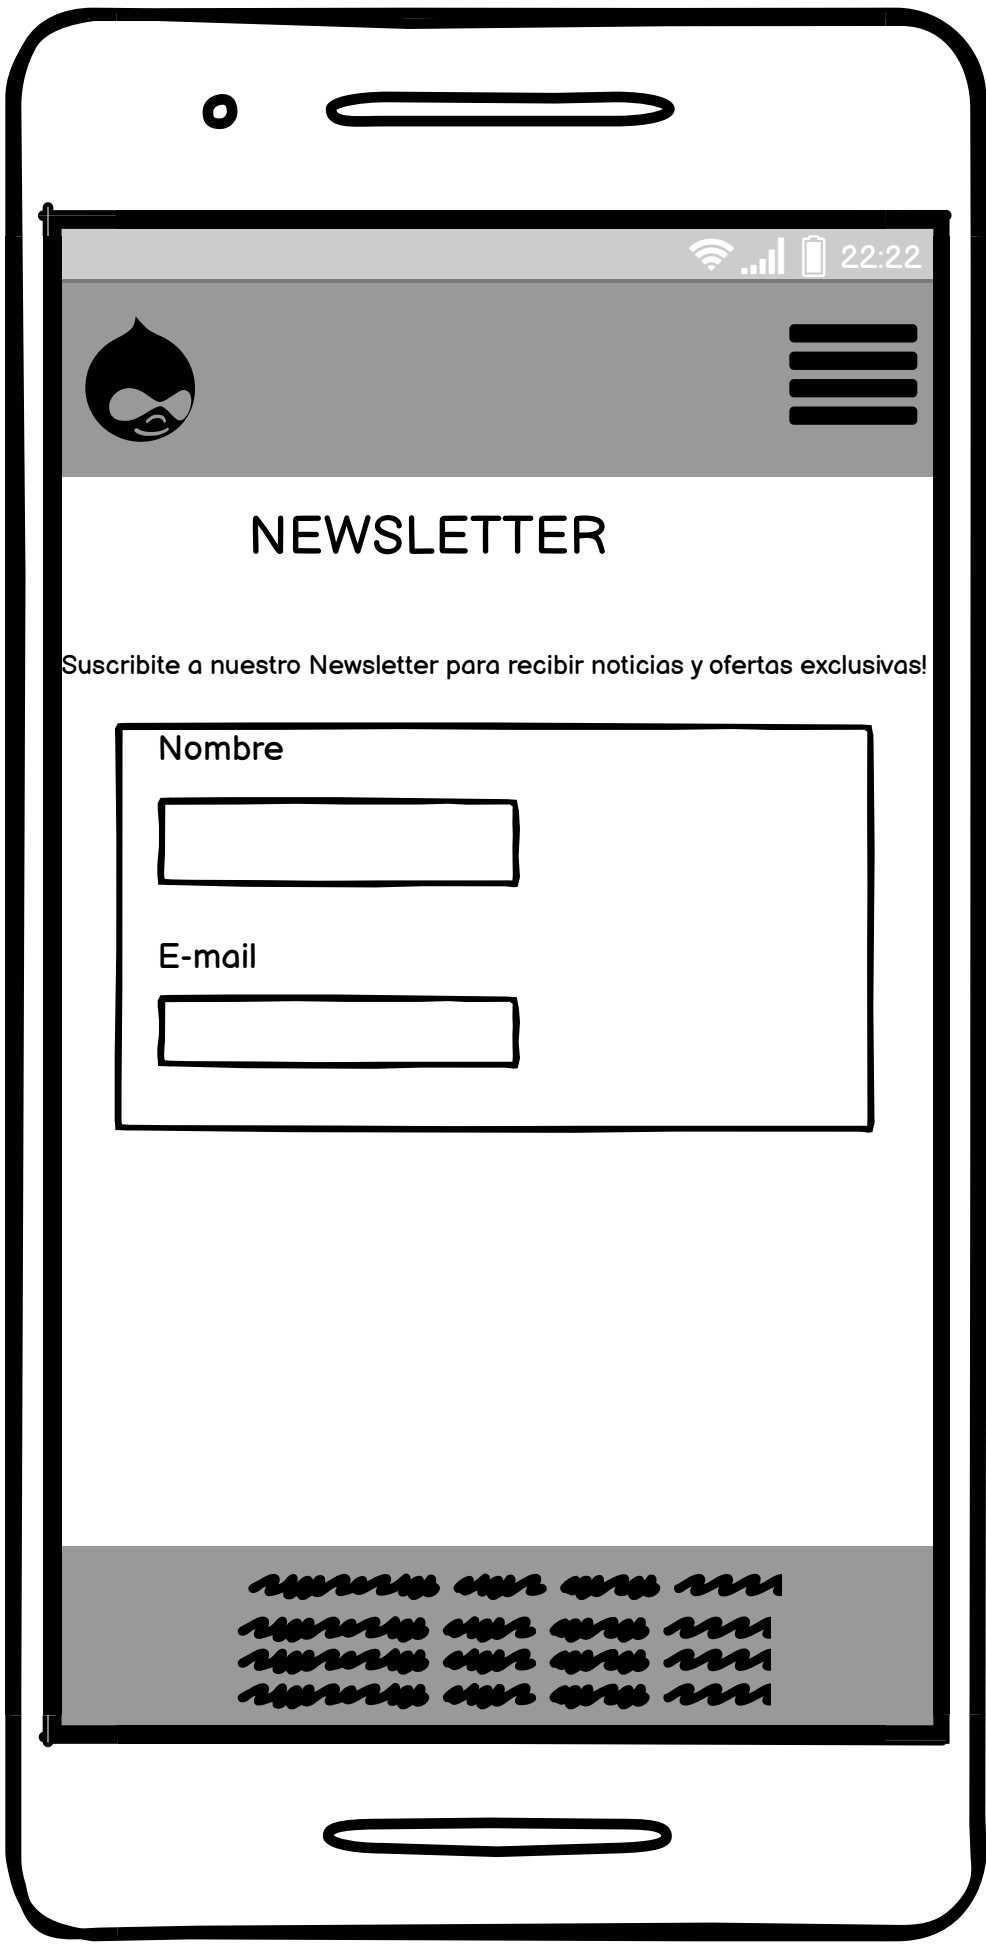 22:22
NEWSLETTER
Suscribite a nuestro Newsletter para recibir noticias y ofertas exclusivas!
Nombre
E-mail